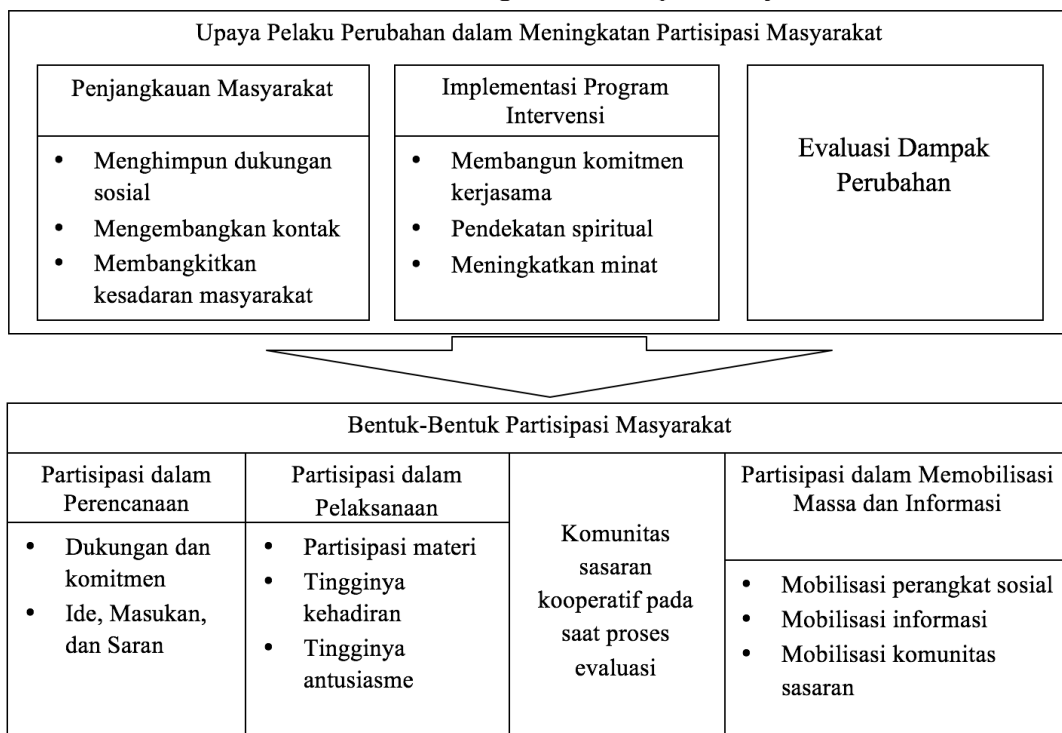 Upaya Pelaku Perubahan dalam Meningkatan Partisipasi Masyarakat
Penjangkauan Masyarakat
• Menghimpun dukungan
sosial
• Mengembangkan kontak
• Membangkitkan
kesadaran masyarakat
Implementasi Program
Intervensi
• Membangun komitmen
kerjasama
• Pendekatan spiritual
• Meningkatkan minat
Evaluasi Dampak
Perubahan
Bentuk-Bentuk Partisipasi Masyarakat
Partisipasi dalam
Perencanaan
• Dukungan dan
komitmen
• Ide, Masukan,
dan Saran
Partisipasi dalam
Pelaksanaan
• Partisipasi materi
• Tingginya
kehadiran
• Tingginya
antusiasme
Komunitas
sasaran
kooperatif pada
saat proses
evaluasi
Partisipasi dalam Memobilisasi
Massa dan Informasi
• Mobilisasi perangkat sosial
• Mobilisasi informasi
• Mobilisasi komunitas
sasaran